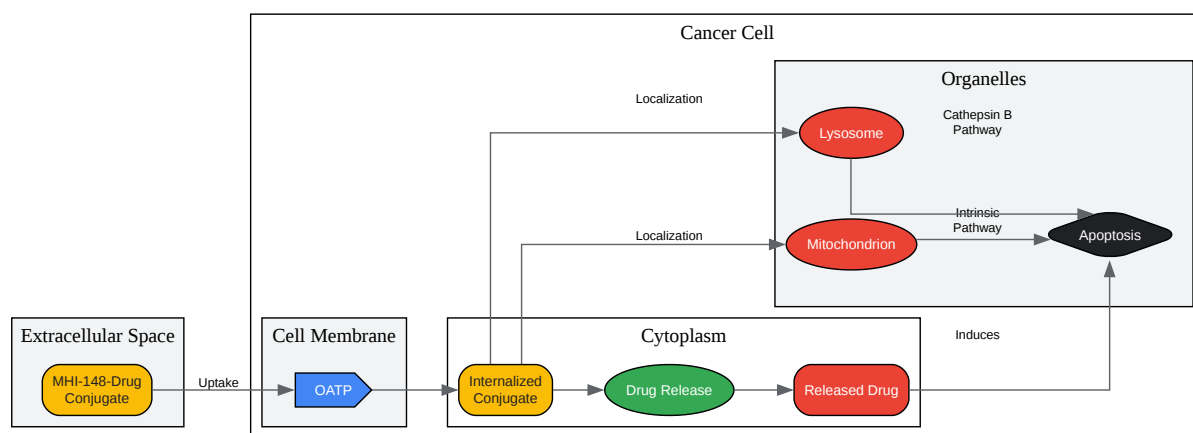 Cancer Cell
Organelles
Localization
Lysosome
Cathepsin B
Pathway
Localization
Mitochondrion
Intrinsic
Pathway
Apoptosis
Extracellular Space
MHI-148-Drug
Conjugate
Uptake
Cell Membrane
OATP
Cytoplasm
Internalized
Conjugate
Drug Release
Released Drug
Induces